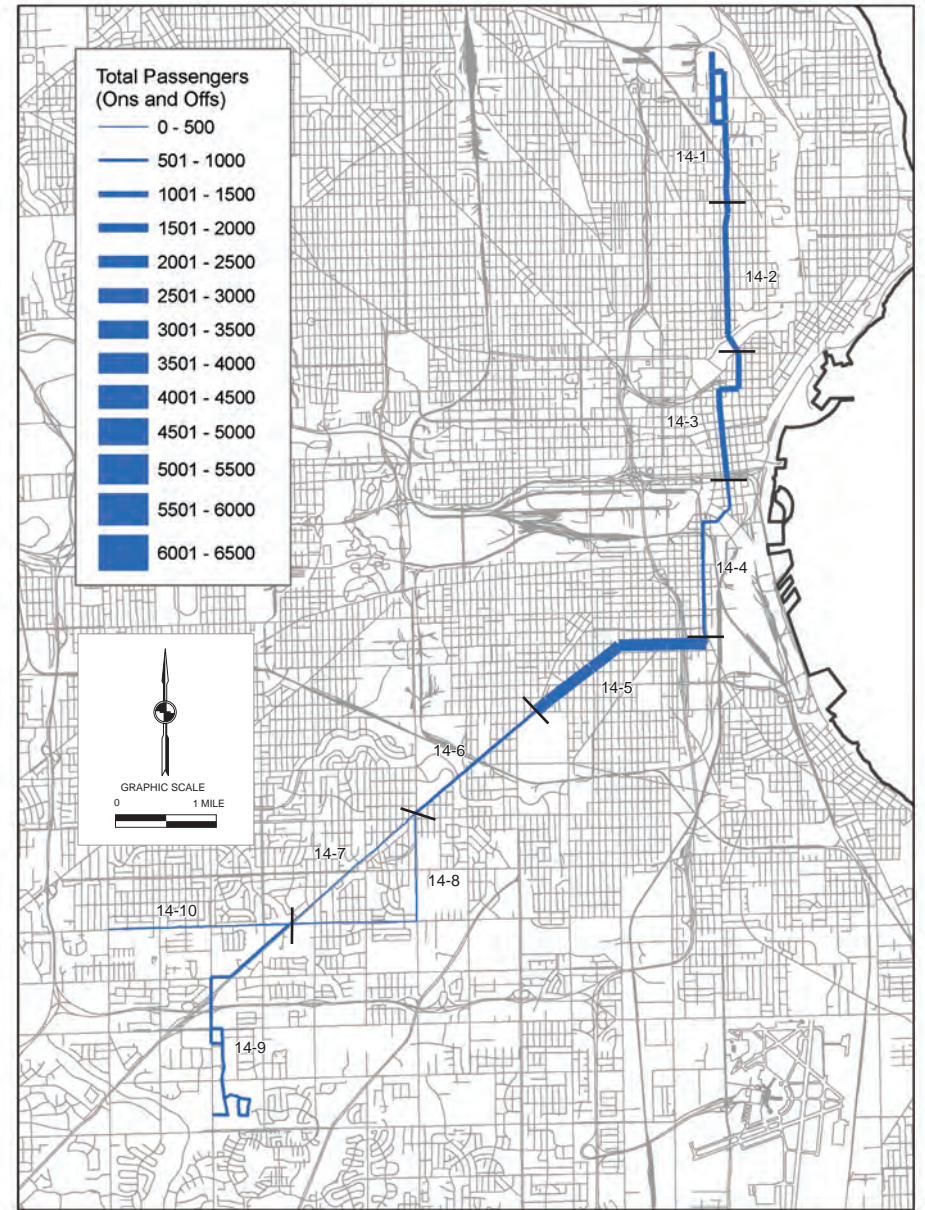 Total Passengers
(Ons and Offs)
0 - 500
501 - 1000
1001 - 1500
1501 - 2000
2001 - 2500
2501 - 3000
3001 - 3500
3501 - 4000
4001 - 4500
4501 - 5000
5001 - 5500
5501 - 6000
6001 - 6500
14-1
14-2
14-3
14-4
14-5
14-6
GRAPHIC SCALE
0 1 MILE
14-7
14-8
14-10
14-9